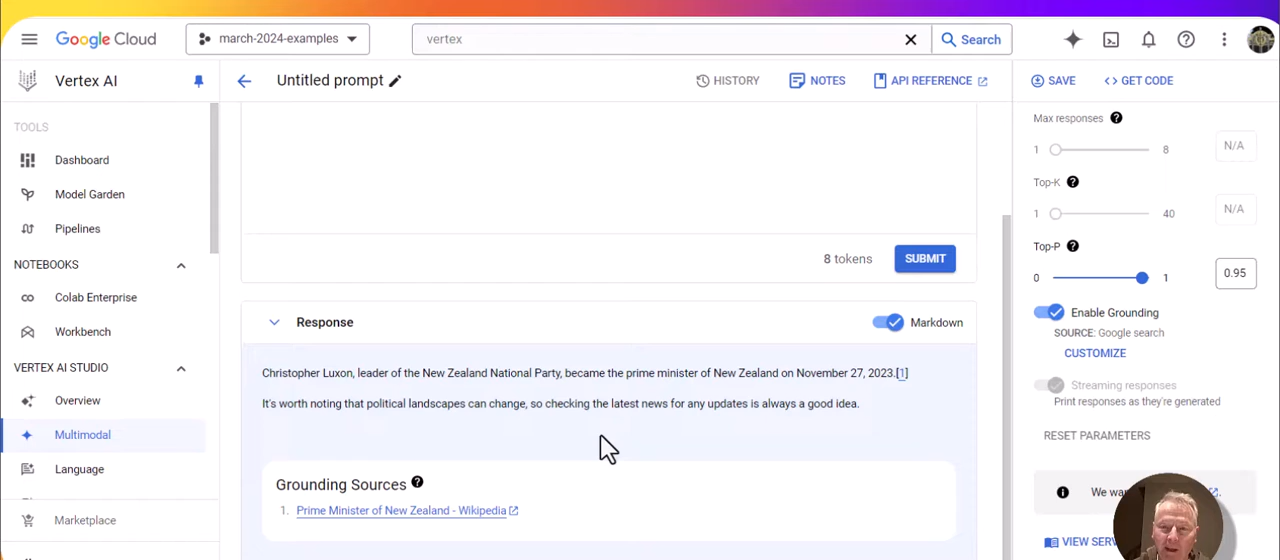 Google Cloud
march-2024-examples
vertex
Search
Vertex AI
Untitled prompt
HISTORY
NOTES
API REFERENCE
SAVE
GET CODE
TOOLS
Dashboard
Model Garden
Pipelines
NOTEBOOKS
Colab Enterprise
Workbench
VERTEX AI STUDIO
Overview
Multimodal
Language
Marketplace
8 tokens
SUBMIT
Response
Markdown
Christopher Luxon, leader of the New Zealand National Party, became the prime minister of New Zealand on November 27, 2023.[1]
It's worth noting that political landscapes can change, so checking the latest news for any updates is always a good idea.
Grounding Sources
1. Prime Minister of New Zealand - Wikipedia
Max responses
1 8 N/A
Top-K
1 40 N/A
Top-P
0 1 0.95
Enable Grounding
SOURCE: Google search
CUSTOMIZE
Streaming responses
Print responses as they're generated
RESET PARAMETERS
We
VIEW